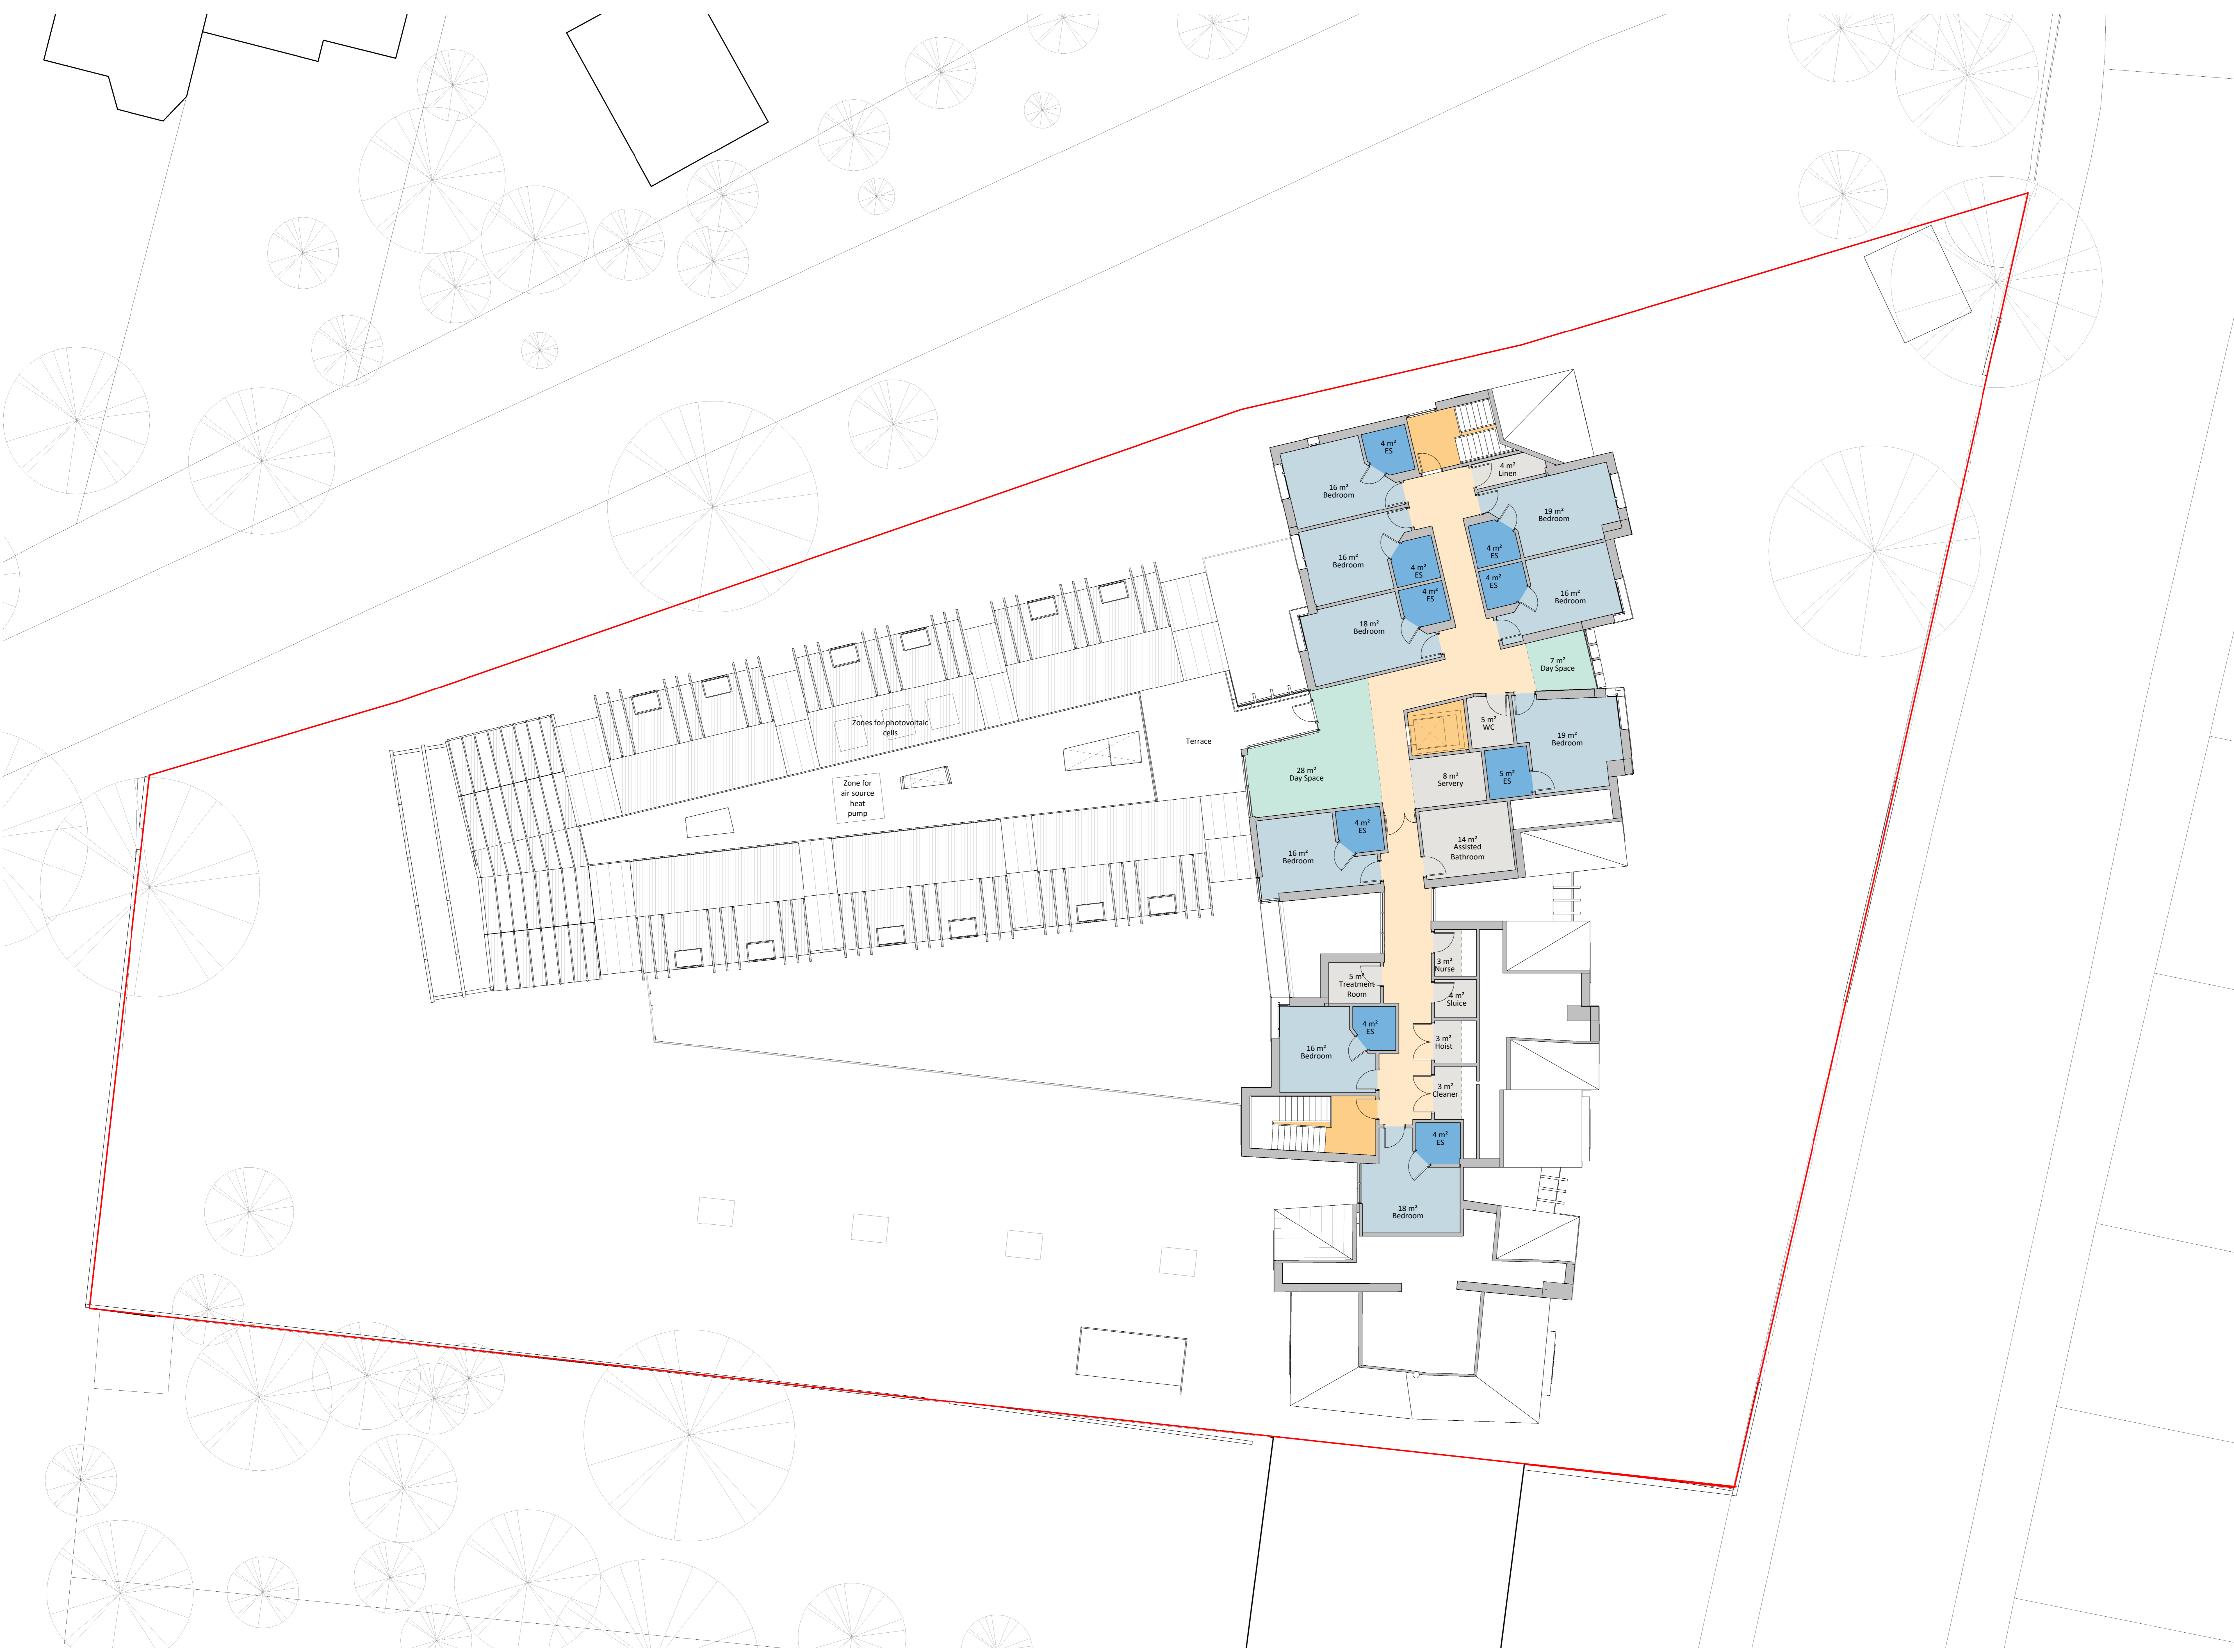 4 m²
ES
4 m²
Linen
16 m²
Bedroom
19 m²
Bedroom
4 m²
ES
16 m²
Bedroom
4 m²
ES
4 m²
ES
4 m²
ES
16 m²
Bedroom
18 m²
Bedroom
7 m²
Day Space
5 m²
WC
19 m²
Bedroom
Zones for photovoltaic
cells
Terrace
28 m²
Day Space
8 m²
Servery
5 m²
ES
Zone for
air source
heat
pump
4 m²
ES
14 m²
Assisted
Bathroom
16 m²
Bedroom
3 m²
Nurse
5 m²
Treatment
Room
4 m²
Sluice
4 m²
ES
16 m²
Bedroom
3 m²
Hoist
3 m²
Cleaner
4 m²
ES
18 m²
Bedroom